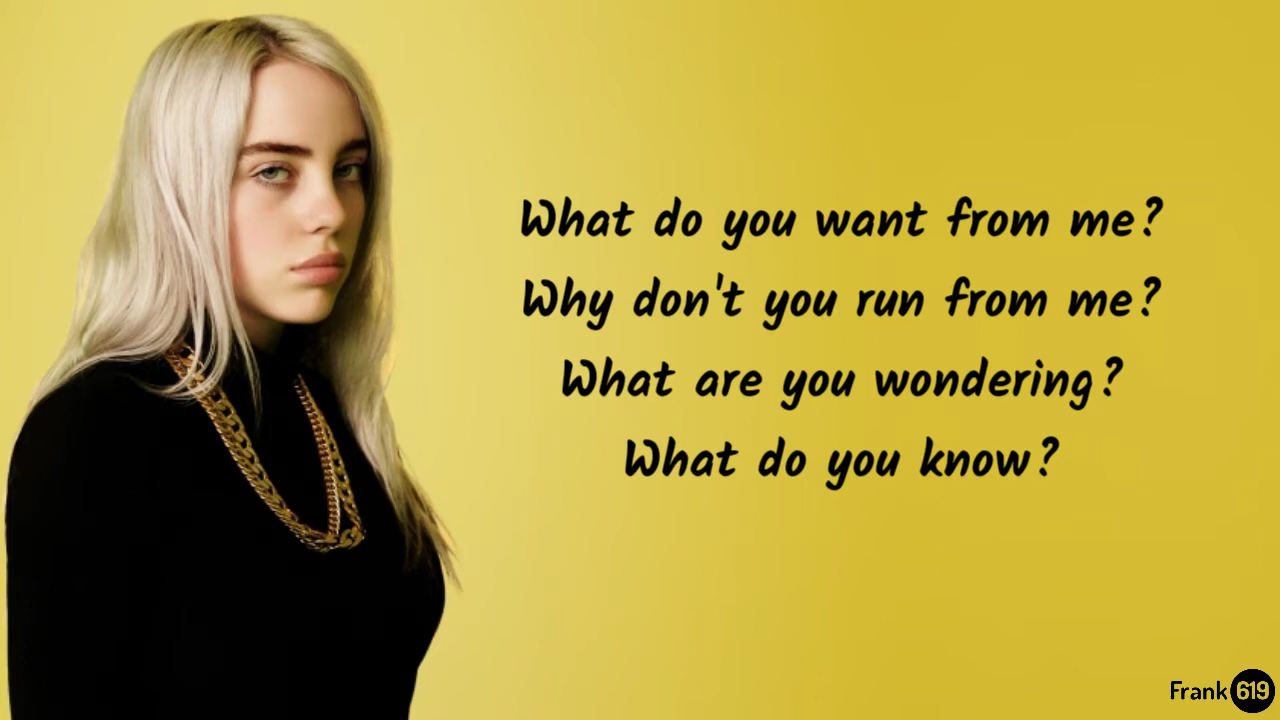 What do you want from me?
Why don't you run from me?
What are you wondering?
What do you know?
Frank 619